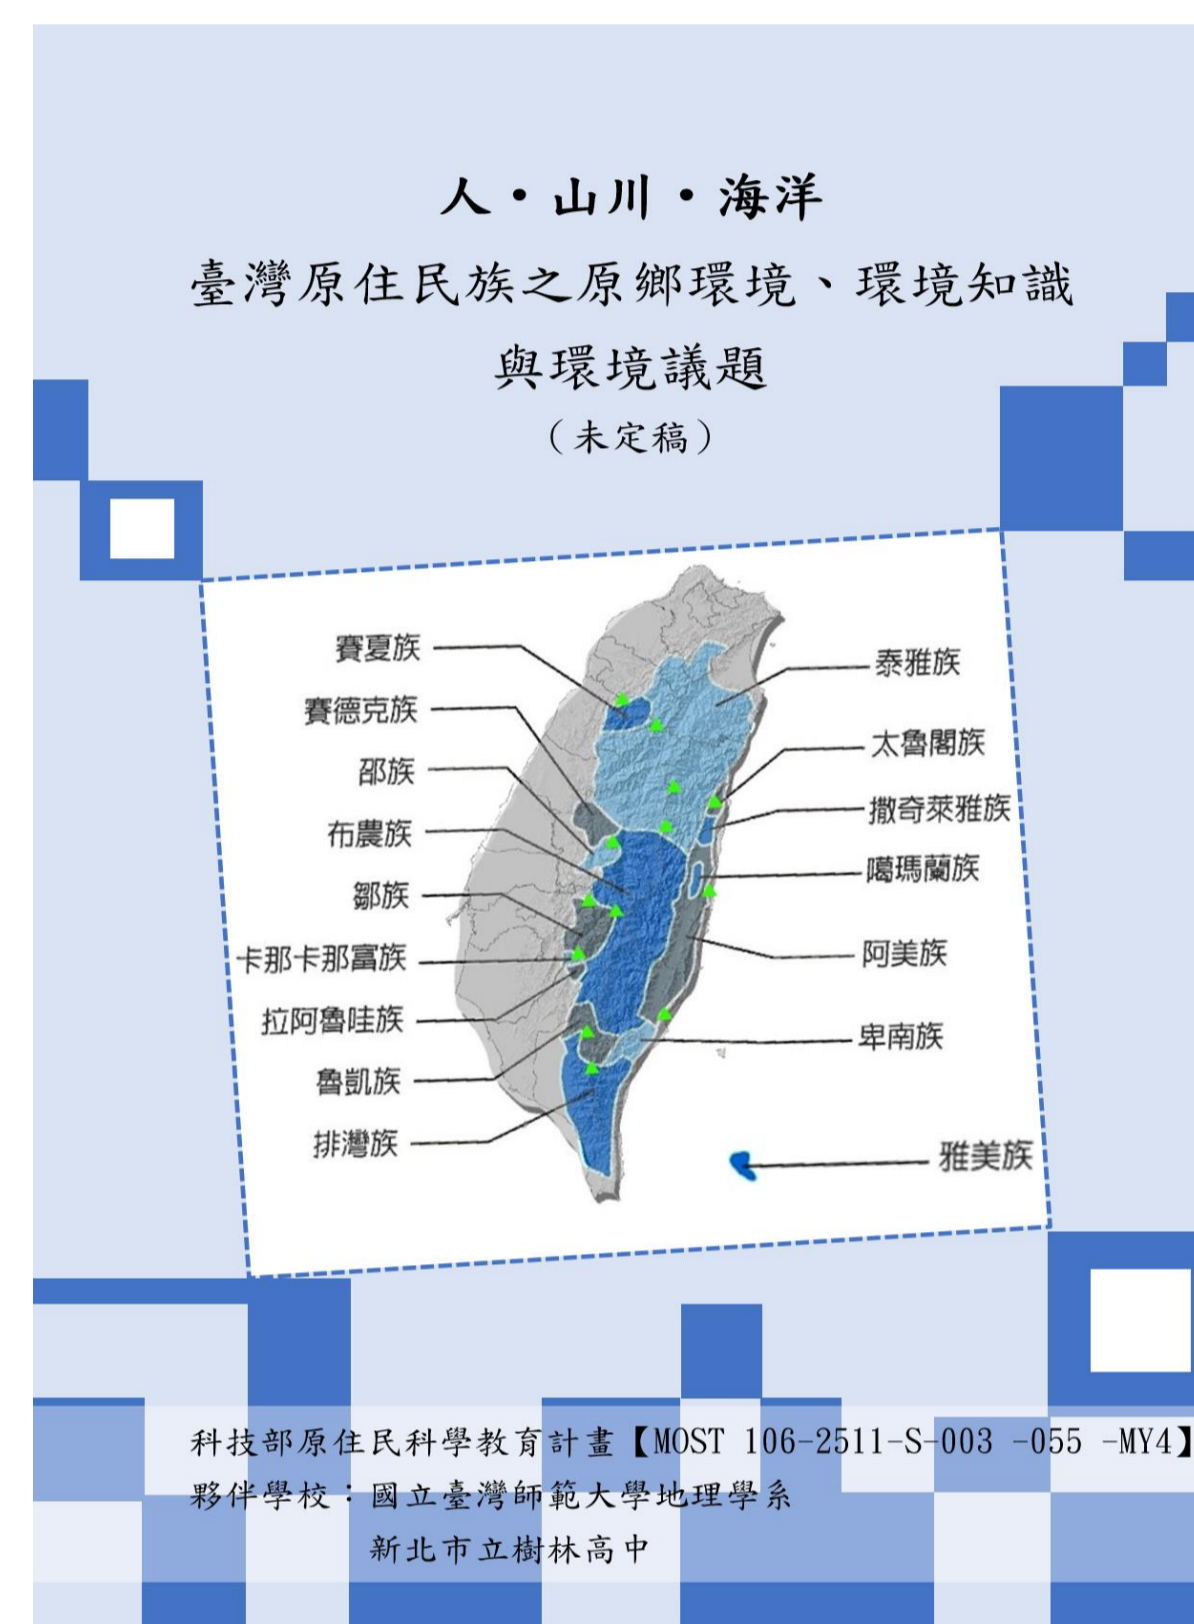 人・山川・海洋
臺灣原住民族之原鄉環境、環境知識
與環境議題
（未定稿）
賽夏族
賽德克族
邵族
布農族
鄒族
卡那卡那富族
拉阿魯哇族
魯凱族
排灣族
泰雅族
太魯閣族
撒奇萊雅族
噶瑪蘭族
阿美族
卑南族
雅美族
科技部原住民科學教育計畫【MOST 106-2511-S-003 -055 -MY4】
夥伴學校：國立臺灣師範大學地理學系
新北市立樹林高中